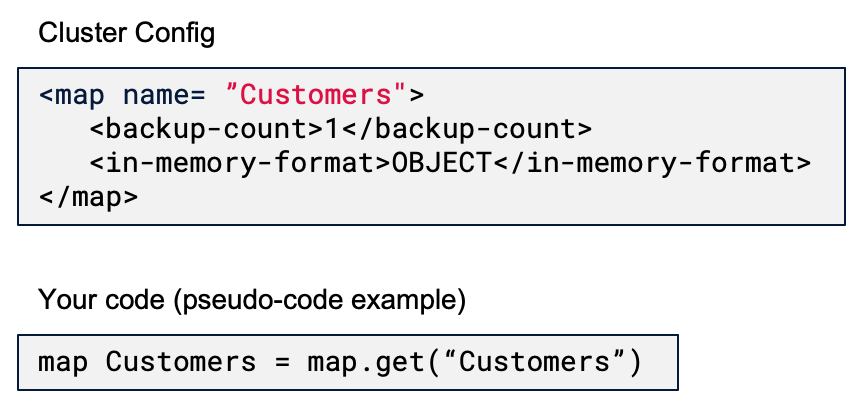 Cluster Config
<map name= ”Customers">
<backup-count>1</backup-count>
<in-memory-format>OBJECT</in-memory-format>
</map>
Your code (pseudo-code example)
map Customers = map.get(“Customers”)